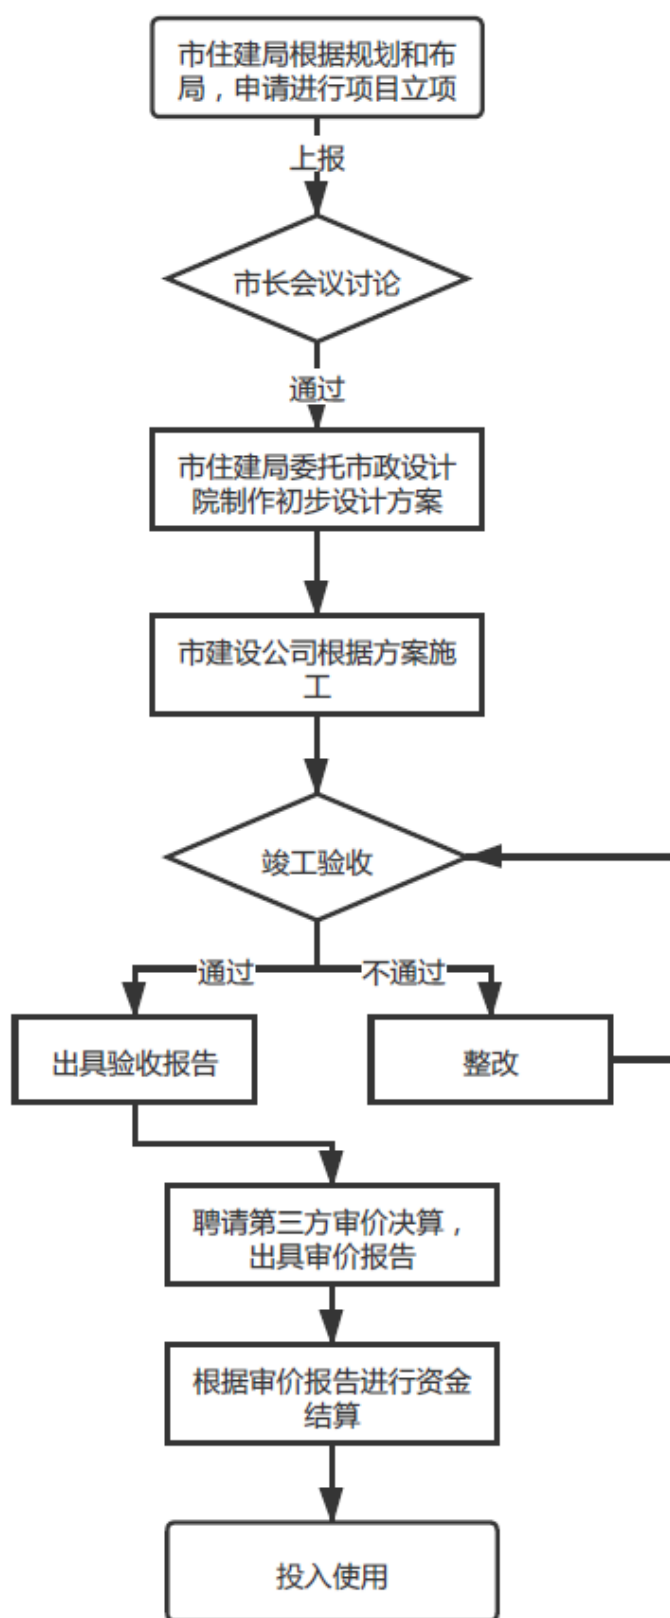 市住建局根据规划和布
局，申请进行项目立项
上报
市长会议讨论
通过
市住建局委托市政设计
院制作初步设计方案
市建设公司根据方案施
工
竣工验收
通过
不通过
出具验收报告
整改
聘请第三方审价决算，
出具审价报告
根据审价报告进行资金
结算
投入使用